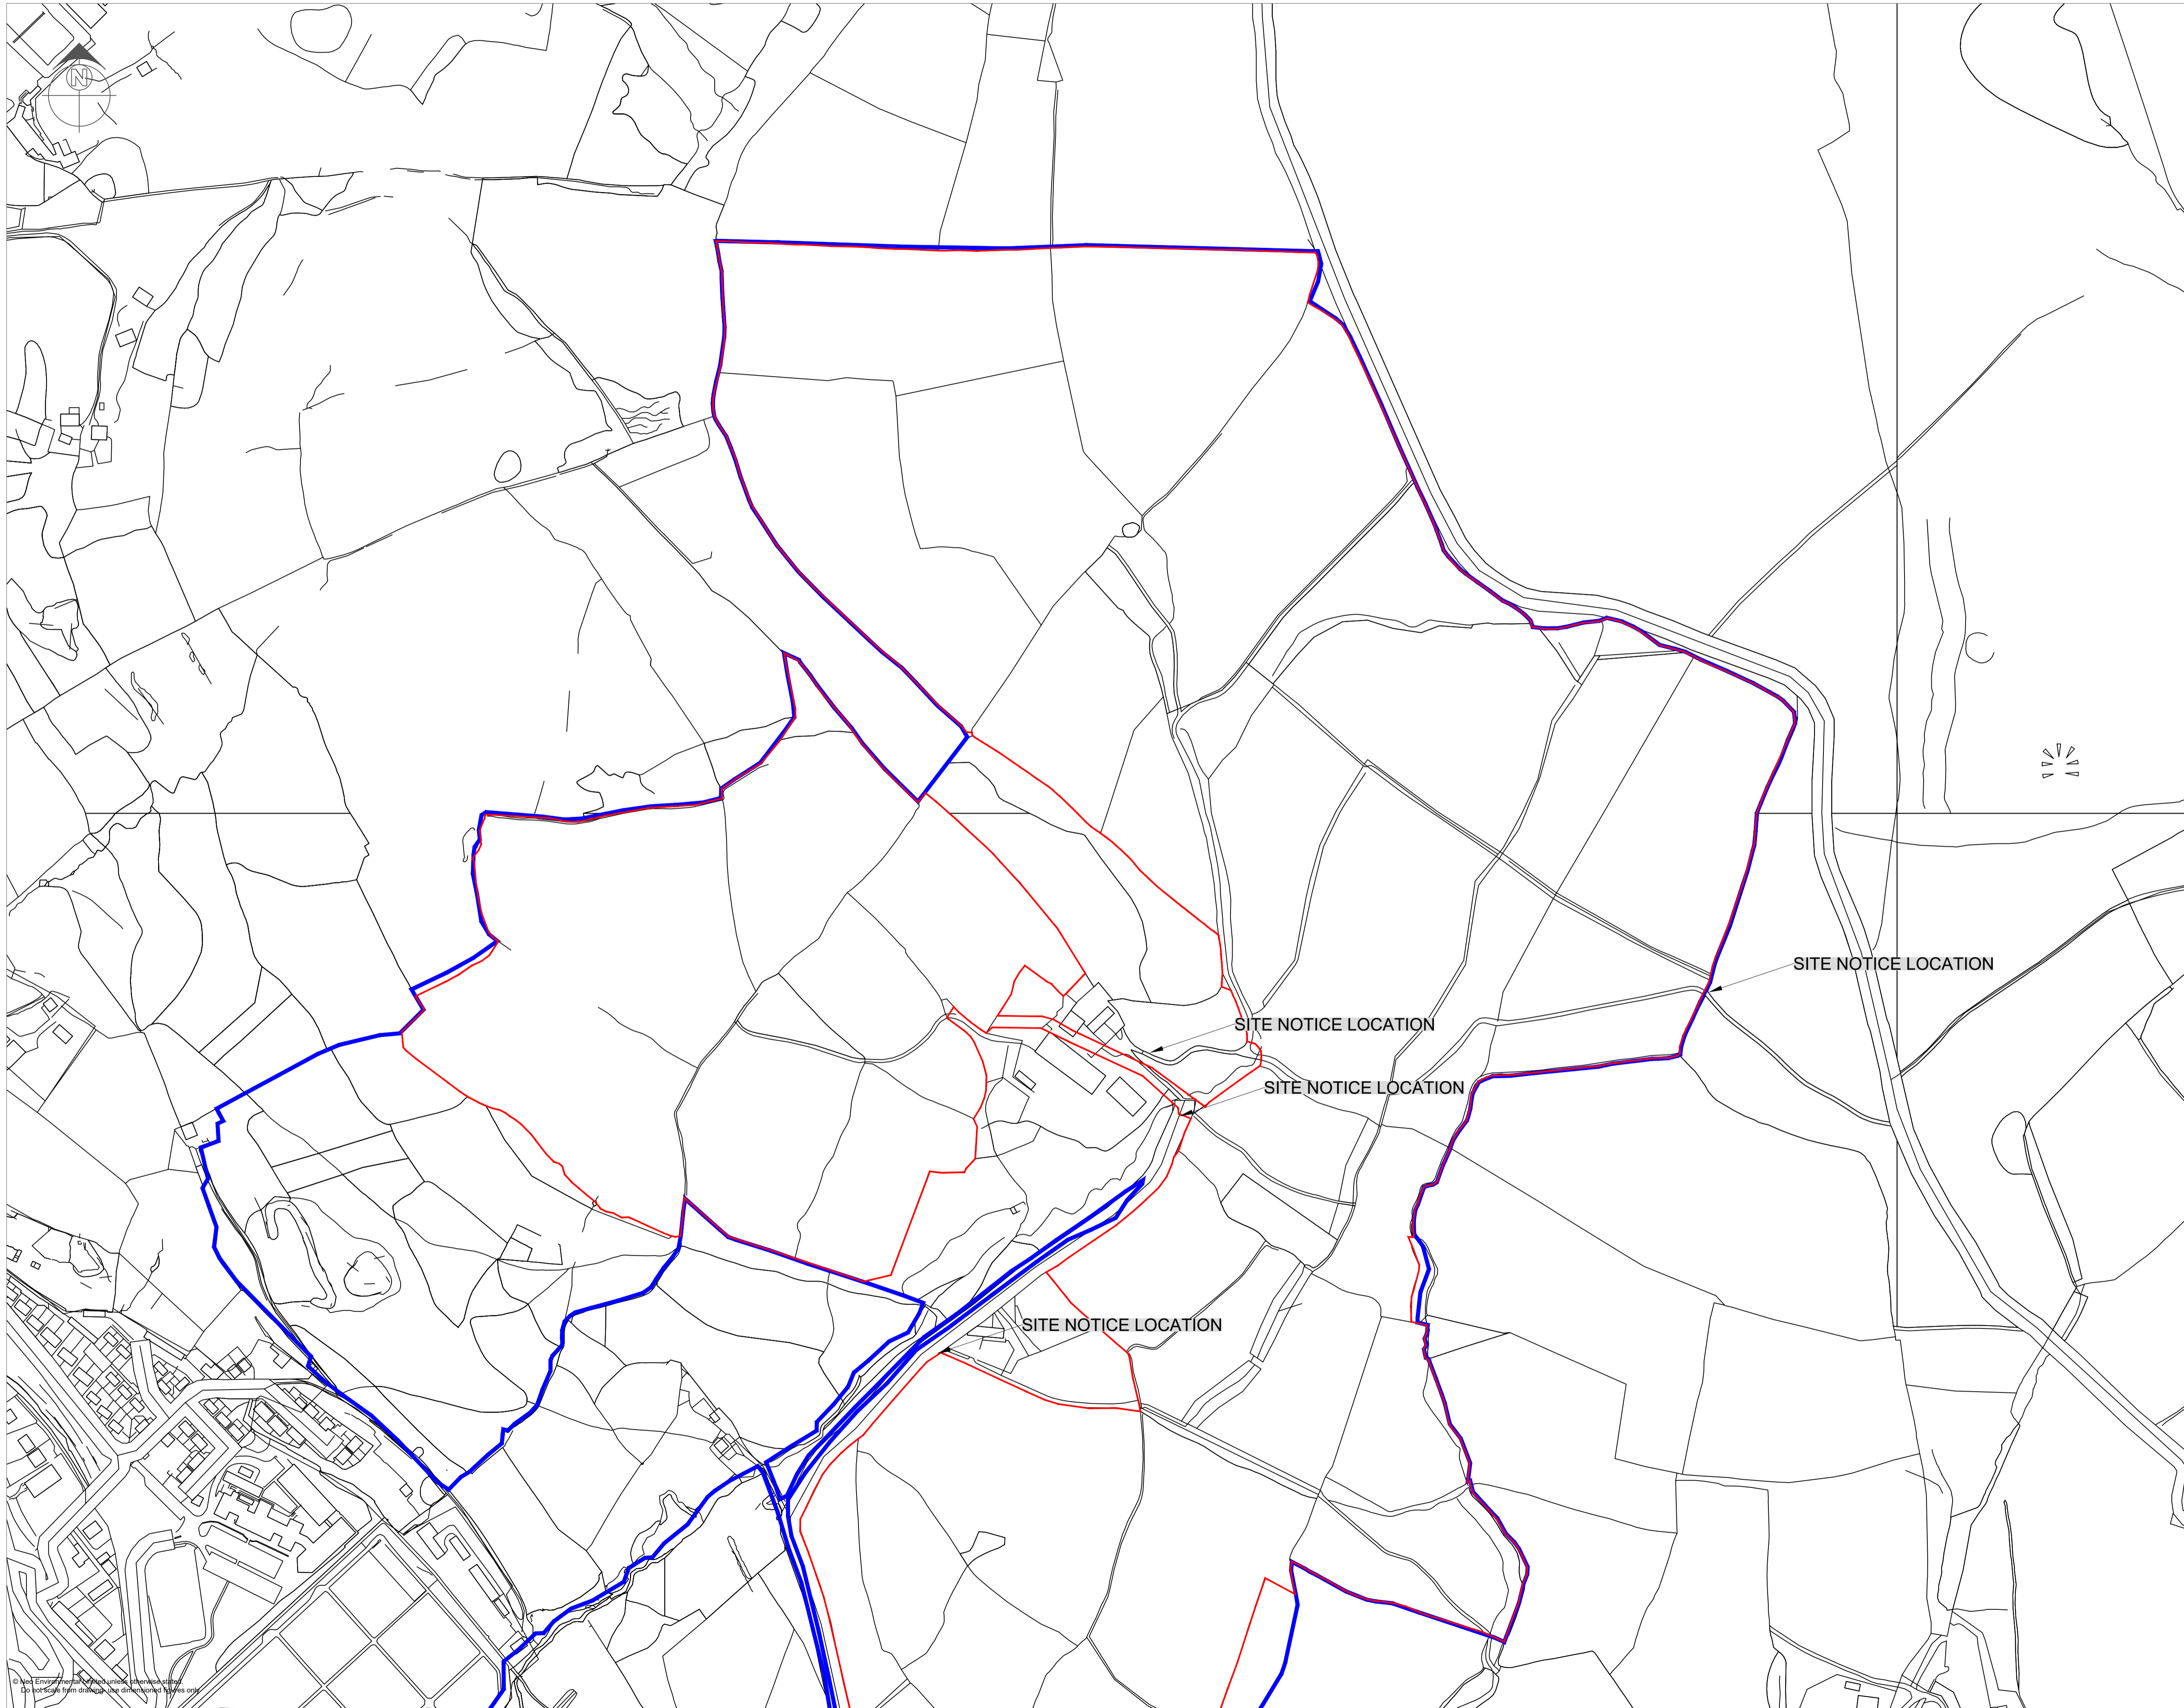 N
SITE NOTICE LOCATION
SITE NOTICE LOCATION
SITE NOTICE LOCATION
SITE NOTICE LOCATION
© Neo Environmental Limited unless otherwise stated.
Do not scale from drawing- use dimensioned figures only